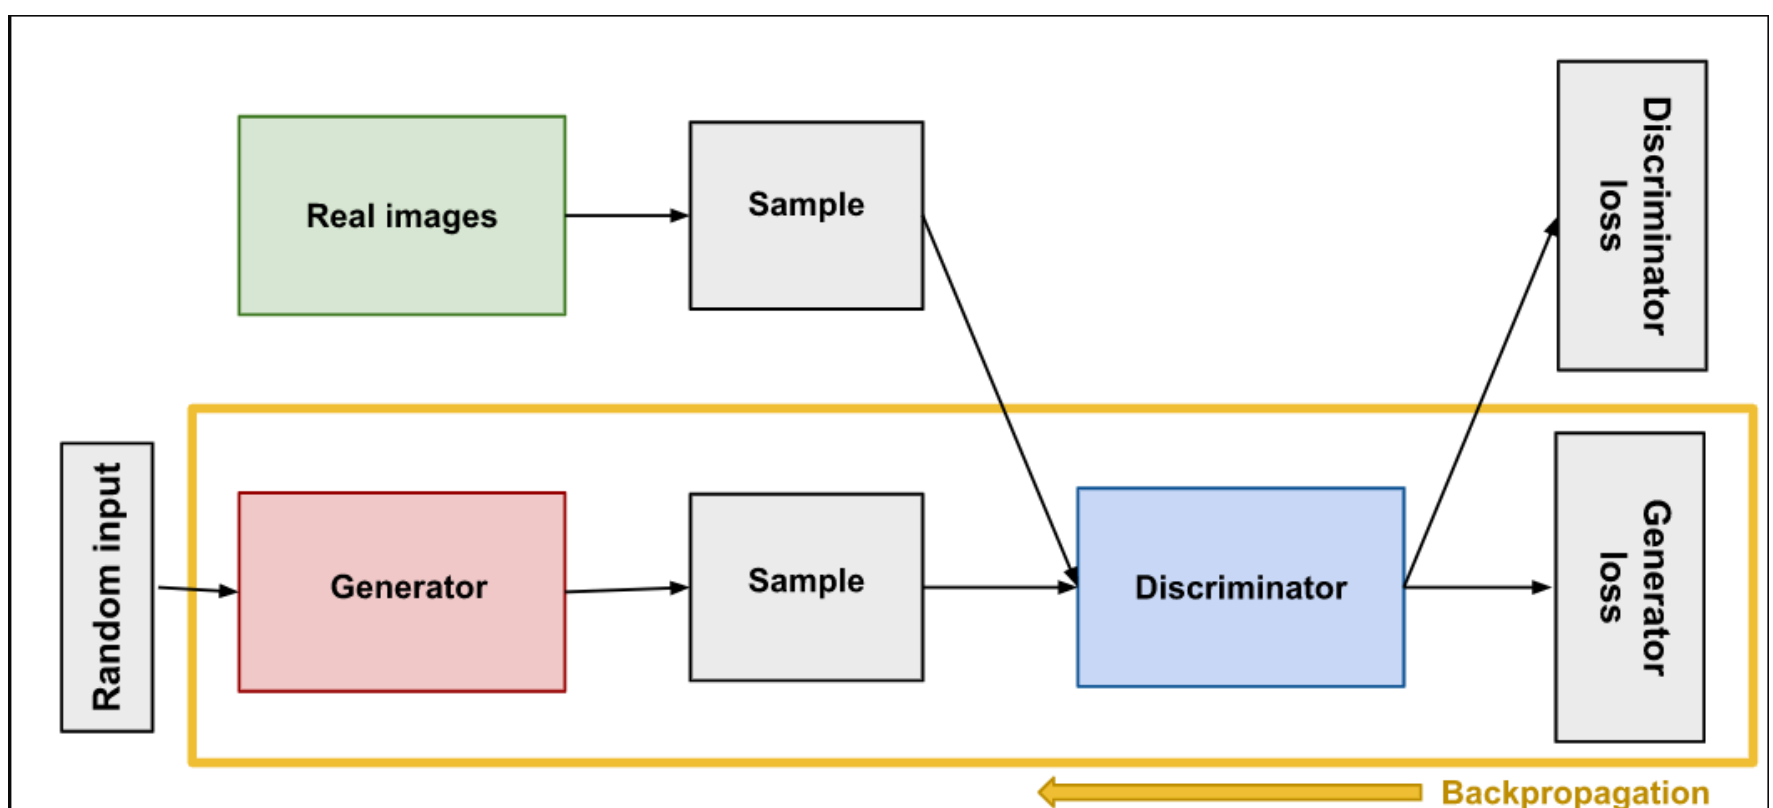 Real images
Sample
Discriminator
loss
Random input
Generator
Sample
Discriminator
Generator
loss
Backpropagation